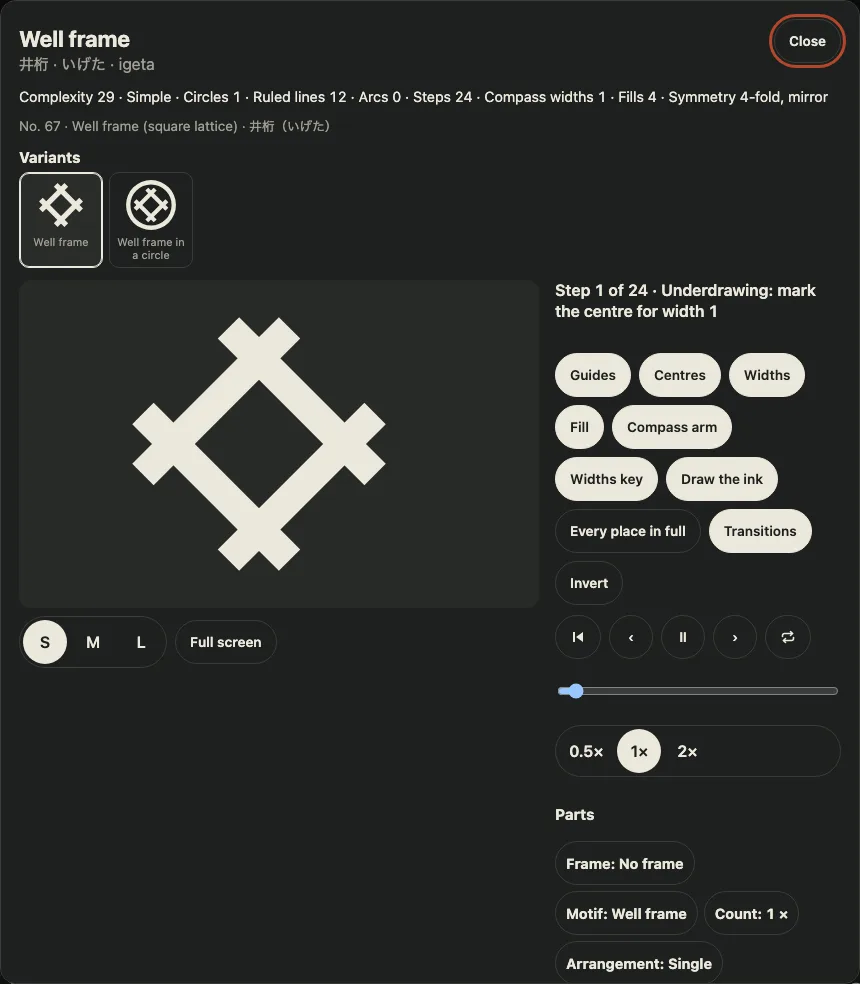 Well frame
Close
井桁 · いげた · igeta
Complexity 29 · Simple · Circles 1 · Ruled lines 12 · Arcs 0 · Steps 24 · Compass widths 1 · Fills 4 · Symmetry 4-fold, mirror
No. 67 · Well frame (square lattice) · 井桁（いげた）
Variants
Well frame
Well frame in
a circle
Step 1 of 24 · Underdrawing: mark
the centre for width 1
Guides Centres Widths
Fill Compass arm
Widths key Draw the ink
Every place in full Transitions
Invert
S M L Full screen
0.5× 1× 2×
Parts
Frame: No frame
Motif: Well frame Count: 1 ×
Arrangement: Single